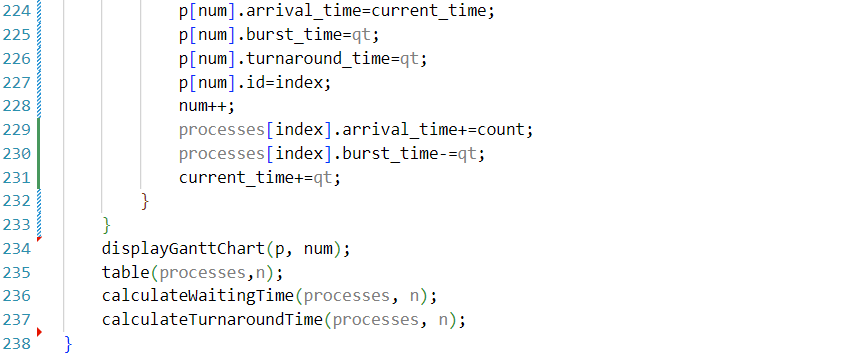 224 p[num].arrival_time=current_time;
225 p[num].burst_time=qt;
226 p[num].turnaround_time=qt;
227 p[num].id=index;
228 num++;
229 processes[index].arrival_time+=count;
230 processes[index].burst_time-=qt;
231 current_time+=qt;
232 }
233 }
234 displayGanttChart(p, num);
235 table(processes,n);
236 calculateWaitingTime(processes, n);
237 calculateTurnaroundTime(processes, n);
238 }